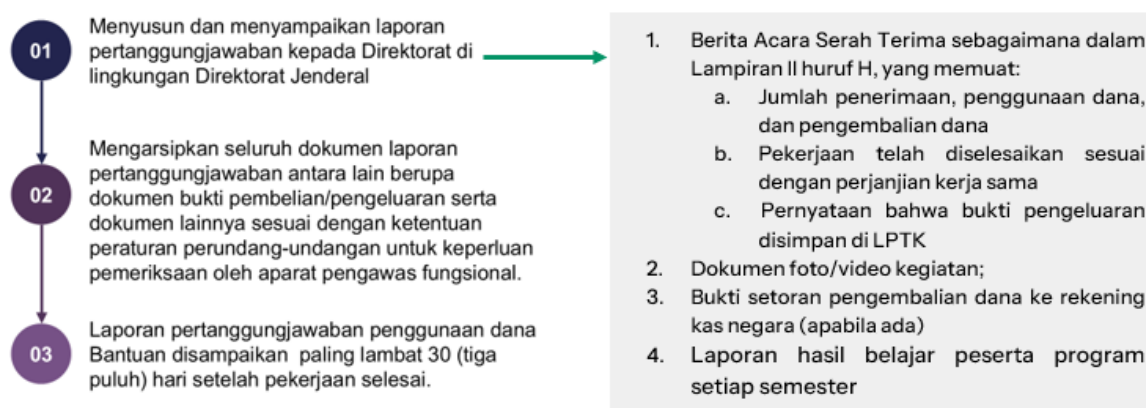 01
Menyusun dan menyampaikan laporan
pertanggungjawaban kepada Direktorat di
lingkungan Direktorat Jenderal
02
Mengarsipkan seluruh dokumen laporan
pertanggungjawaban antara lain berupa
dokumen bukti pembelian/pengeluaran serta
dokumen lainnya sesuai dengan ketentuan
peraturan perundang-undangan untuk keperluan
pemeriksaan oleh aparat pengawas fungsional.
03
Laporan pertanggungjawaban penggunaan dana
Bantuan disampaikan paling lambat 30 (tiga
puluh) hari setelah pekerjaan selesai.
1. Berita Acara Serah Terima sebagaimana dalam
Lampiran II huruf H, yang memuat:
a. Jumlah penerimaan, penggunaan dana,
dan pengembalian dana
b. Pekerjaan telah diselesaikan sesuai
dengan perjanjian kerja sama
c. Pernyataan bahwa bukti pengeluaran
disimpan di LPTK
2. Dokumen foto/video kegiatan;
3. Bukti setoran pengembalian dana ke rekening
kas negara (apabila ada)
4. Laporan hasil belajar peserta program
setiap semester